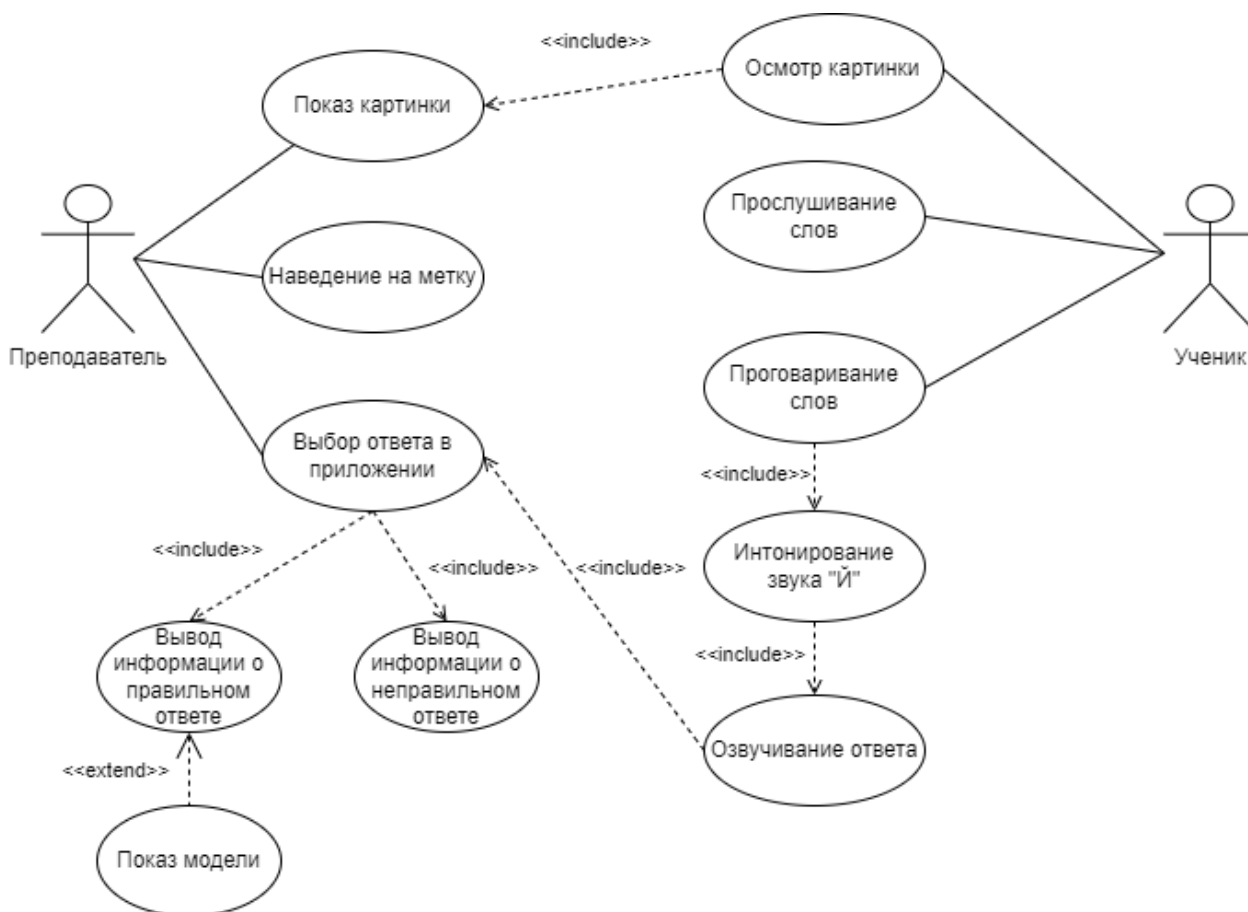 <<include>>
Осмотр картинки
Показ картинки
Прослушивание
слов
Наведение на метку
Преподаватель
Ученик
Проговаривание
слов
Выбор ответа в
приложении
<<include>>
<<include>>
<<include>>
<<include>>
Интонирование
звука "Й"
Вывод
информации о
правильном
ответе
Вывод
информации о
неправильном
ответе
<<include>>
Озвучивание ответа
<<extend>>
Показ модели